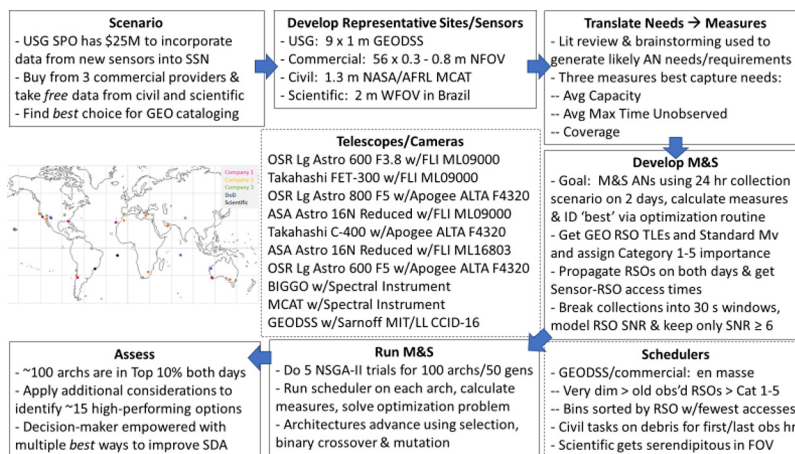 Scenario
- USG SPO has $25M to incorporate
data from new sensors into SSN
- Buy from 3 commercial providers &
take free data from civil and scientific
- Find best choice for GEO cataloging
Develop Representative Sites/Sensors
- USG: 9 x 1 m GEODSS
- Commercial: 56 x 0.3 - 0.8 m NFOV
- Civil: 1.3 m NASA/AFRL MCAT
- Scientific: 2 m WFOV in Brazil
Translate Needs → Measures
- Lit review & brainstorming used to
generate likely AN needs/requirements
- Three measures best capture needs:
-- Avg Capacity
-- Avg Max Time Unobserved
-- Coverage
Company 1
Company 2
Company 3
DoD
Scientific
Telescopes/Cameras
OSR Lg Astro 600 F3.8 w/FLI ML09000
Takahashi FET-300 w/FLI ML09000
OSR Lg Astro 800 F5 w/Apogee ALTA F4320
ASA Astro 16N Reduced w/FLI ML09000
Takahashi C-400 w/Apogee ALTA F4320
ASA Astro 16N Reduced w/FLI ML16803
OSR Lg Astro 600 F5 w/Apogee ALTA F4320
BIGGO w/Spectral Instrument
MCAT w/Spectral Instrument
GEODSS w/Sarnoff MIT/LL CCID-16
Develop M&S
- Goal: M&S ANs using 24 hr collection
scenario on 2 days, calculate measures
& ID 'best' via optimization routine
- Get GEO RSO TLEs and Standard Mv
and assign Category 1-5 importance
- Propagate RSOs on both days & get
Sensor-RSO access times
- Break collections into 30 s windows,
model RSO SNR & keep only SNR ≥ 6
Assess
- ~100 archs are in Top 10% both days
- Apply additional considerations to
identify ~15 high-performing options
- Decision-maker empowered with
multiple best ways to improve SDA
Run M&S
- Do 5 NSGA-II trials for 100 archs/50 gens
- Run scheduler on each arch, calculate
measures, solve optimization problem
- Architectures advance using selection,
binary crossover & mutation
Schedulers
- GEODSS/commercial: en masse
-- Very dim > old obs'd RSOs > Cat 1-5
-- Bins sorted by RSO w/fewest accesses
- Civil tasks on debris for first/last obs hr
- Scientific gets serendipitous in FOV